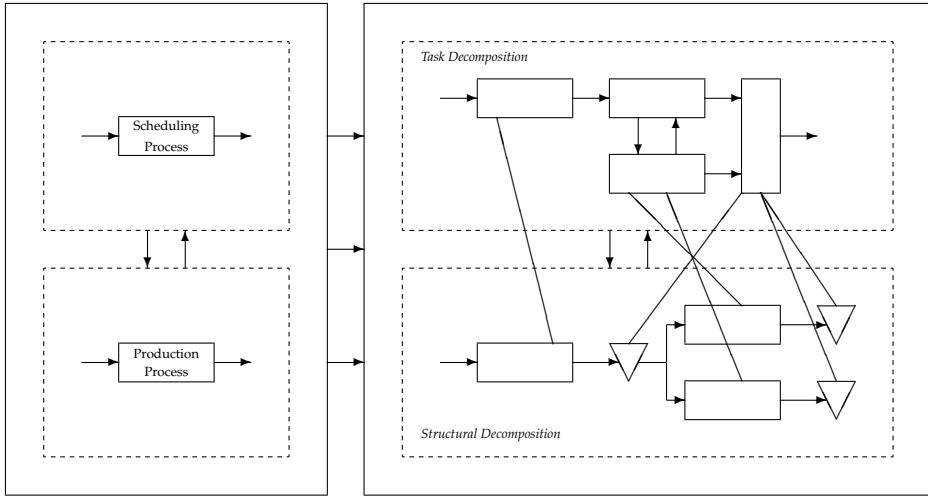 Task Decomposition
Scheduling
Process
Production
Process
Structural Decomposition